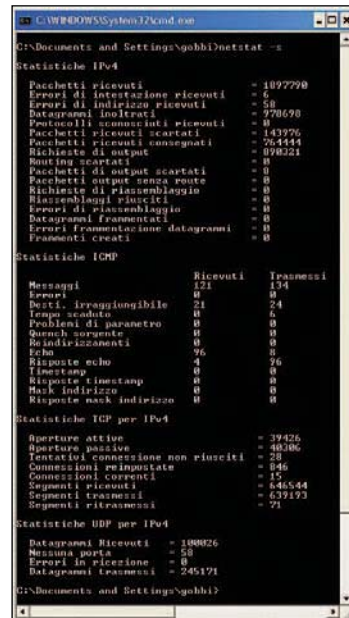 C:\WINDOWS\System32\cmd.exe
C:\Documents and Settings\gobbi>netstat -s
Statistiche IPv4
Pacchetti ricevuti = 1897790
Errori di intestazione ricevuti = 6
Errori di indirizzo ricevuti = 58
Datagrammi inoltrati = 978698
Protocolli sconosciuti ricevuti = 0
Pacchetti ricevuti scartati = 143976
Pacchetti ricevuti consegnati = 764444
Richieste di output = 890321
Routing scartati = 0
Pacchetti di output scartati = 8
Pacchetti output senza route = 0
Richieste di riassemblaggio = 0
Riassemblaggi riusciti = 0
Errori di riassemblaggio = 0
Datagrammi frammentati = 0
Errori frammentazione datagrammi = 0
Frammenti creati = 0
Statistiche ICMP
Ricevuti Trasmessi
Messaggi 121 134
Errori 0 0
Desti. irraggiungibile 21 24
Tempo scaduto 0 6
Problemi di parametro 0 0
Quench sorgente 0 0
Reindirizzamenti 0 0
Echo 96 8
Risposte echo 4 96
Timestamp 0 0
Risposte timestamp 0 0
Mask indirizzo 0 0
Risposte mask indirizzo 0 0
Statistiche TCP per IPv4
Aperture attive = 39426
Aperture passive = 40306
Tentativi connessione non riusciti = 28
Connessioni reimpostate = 846
Connessioni correnti = 15
Segmenti ricevuti = 646544
Segmenti trasmessi = 639193
Segmenti ritrasmessi = 71
Statistiche UDP per IPv4
Datagrammi Ricevuti = 100026
Nessuna porta = 58
Errori in ricezione = 0
Datagrammi trasmessi = 245171
C:\Documents and Settings\gobbi>